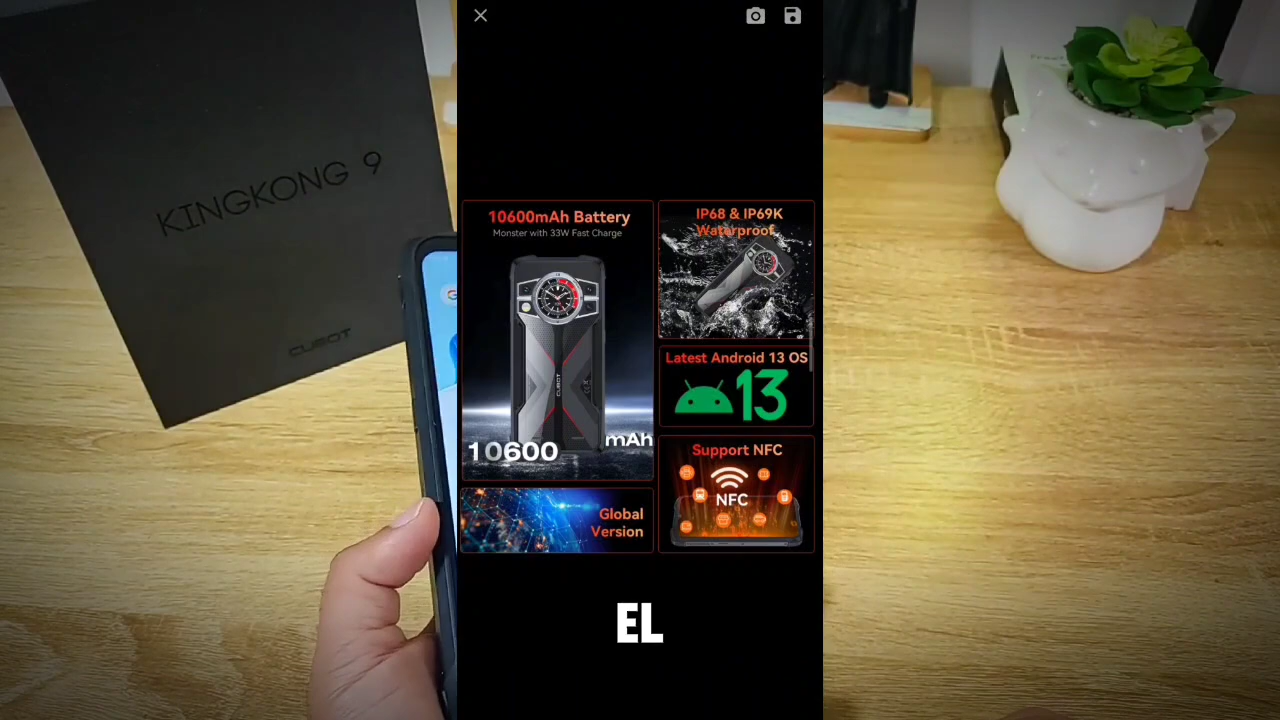 KINGKONG 9
CUBOT
10600mAh Battery
Monster with 33W Fast Charge
CUBOT
10600 mAh
Global
Version
IP68 & IP69K
Waterproof
Latest Android 13 OS
13
Support NFC
NFC
EL